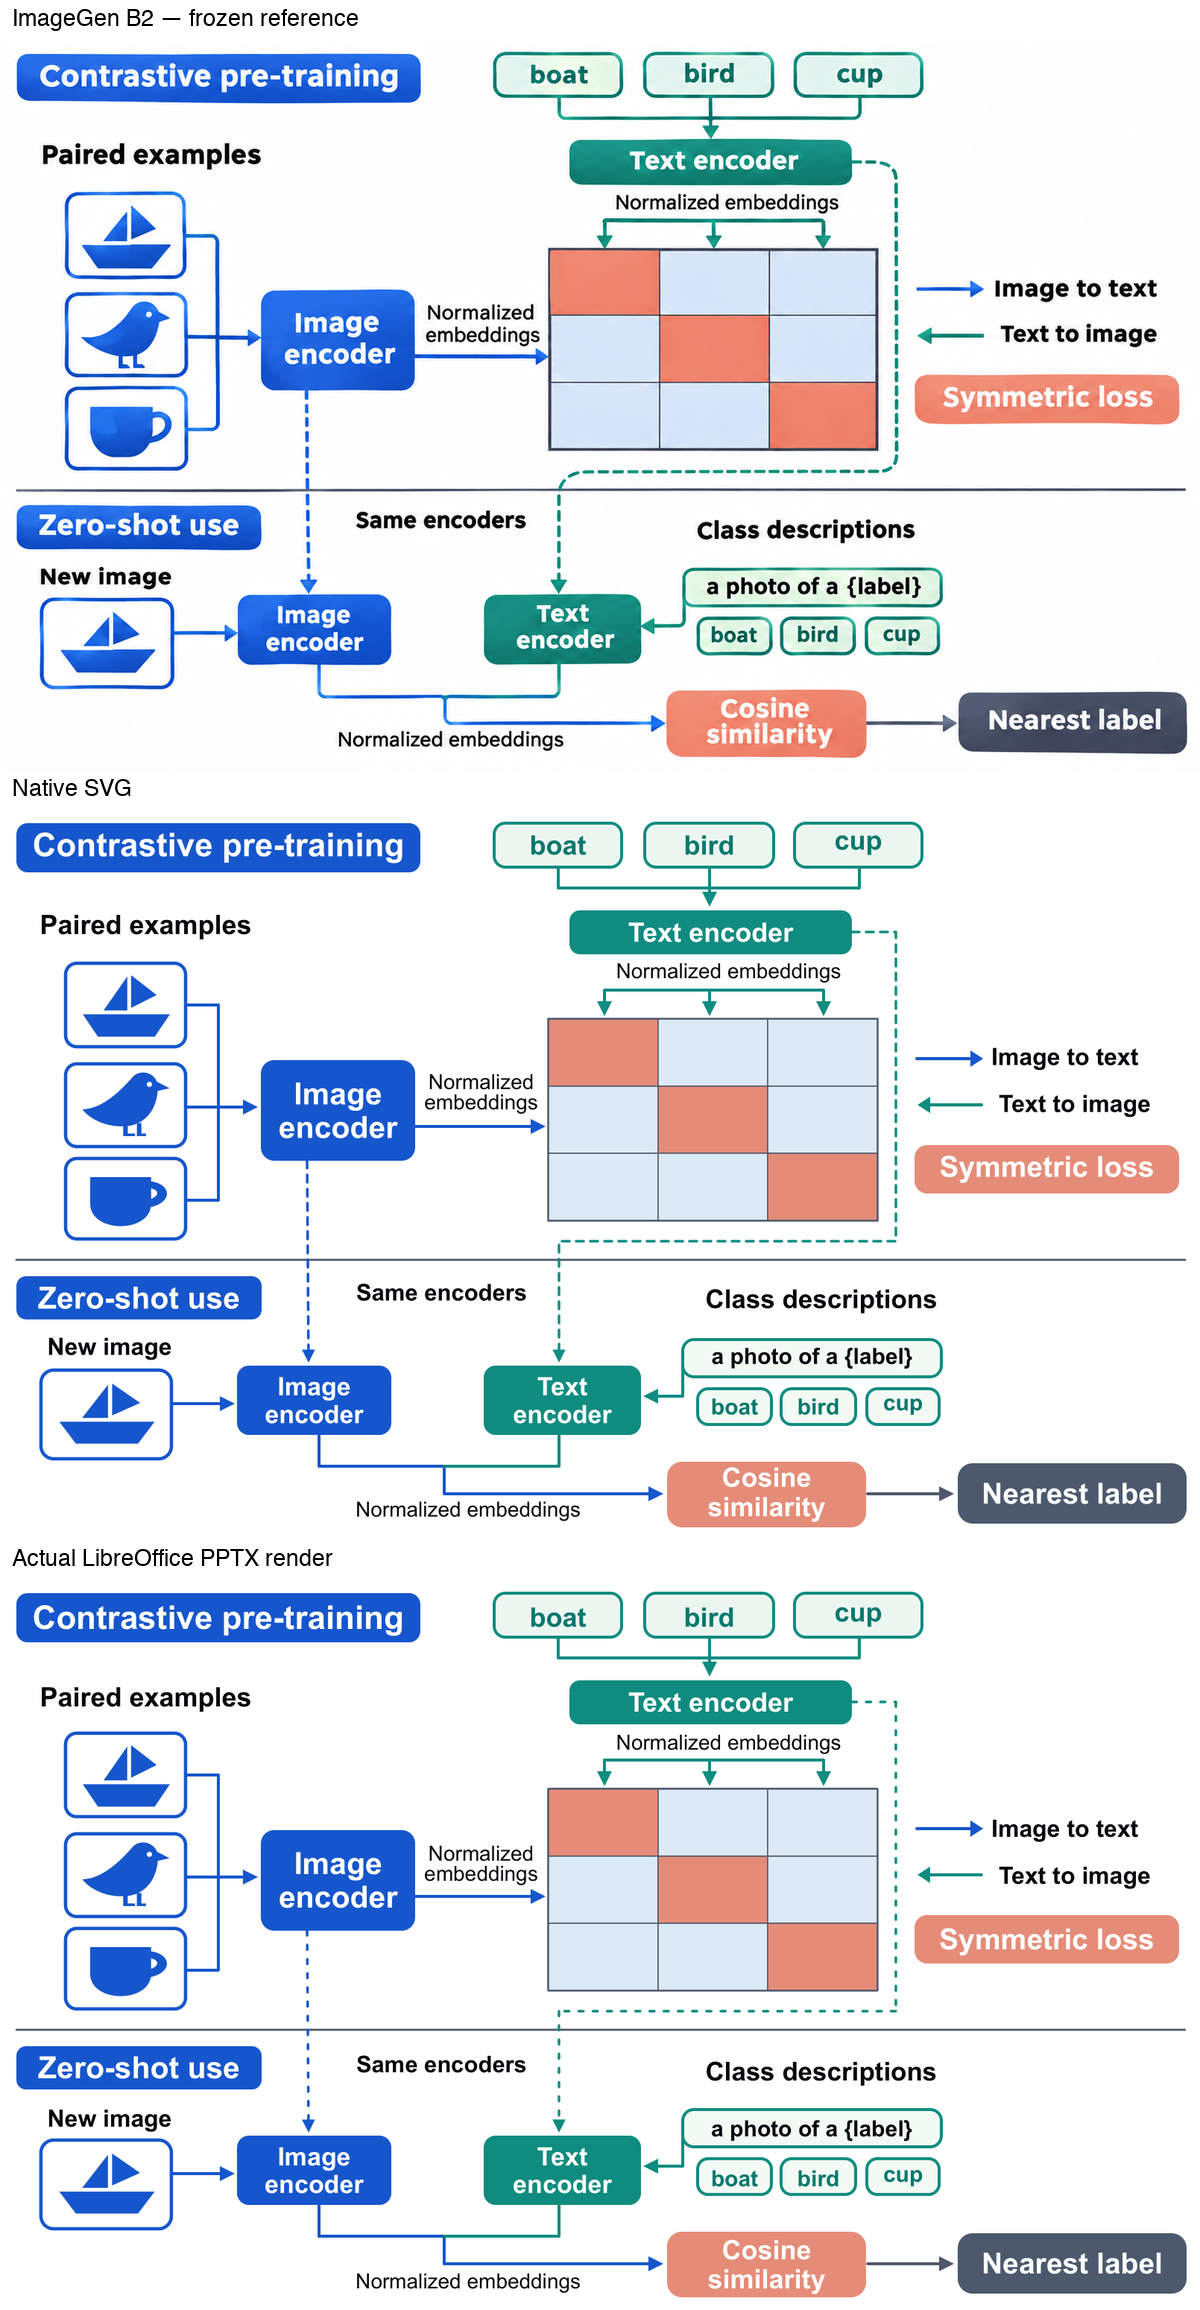 ImageGen B2 — frozen reference
Contrastive pre-training
boat
bird
cup
Paired examples
Text encoder
Normalized embeddings
Image
encoder
Normalized
embeddings
Image to text
Text to image
Symmetric loss
Zero-shot use
Same encoders
Class descriptions
New image
a photo of a {label}
Image
encoder
Text
encoder
boat
bird
cup
Normalized embeddings
Cosine
similarity
Nearest label
Native SVG
Contrastive pre-training
boat
bird
cup
Paired examples
Text encoder
Normalized embeddings
Image
encoder
Normalized
embeddings
Image to text
Text to image
Symmetric loss
Zero-shot use
Same encoders
Class descriptions
New image
a photo of a {label}
Image
encoder
Text
encoder
boat
bird
cup
Normalized embeddings
Cosine
similarity
Nearest label
Actual LibreOffice PPTX render
Contrastive pre-training
boat
bird
cup
Paired examples
Text encoder
Normalized embeddings
Image
encoder
Normalized
embeddings
Image to text
Text to image
Symmetric loss
Zero-shot use
Same encoders
Class descriptions
New image
a photo of a {label}
Image
encoder
Text
encoder
boat
bird
cup
Normalized embeddings
Cosine
similarity
Nearest label